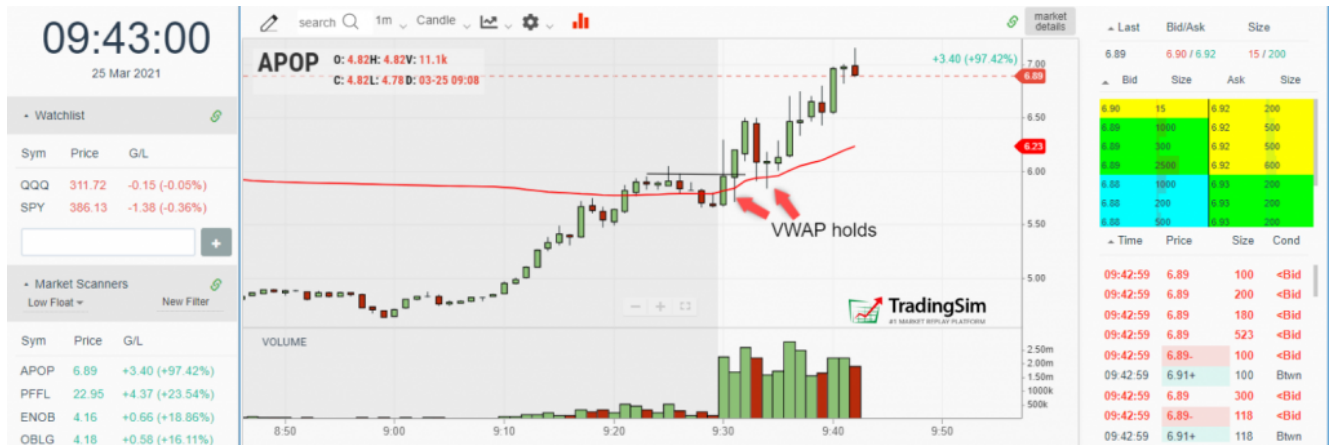 09:43:00
25 Mar 2021
Watchlist
Sym Price G/L
QQQ 311.72 -0.15 (-0.05%)
SPY 386.13 -1.38 (-0.36%)
+
Market Scanners
Low Float New Filter
Sym Price G/L
APOP 6.89 +3.40 (+97.42%)
PFFL 22.95 +4.37 (+23.54%)
ENOB 4.16 +0.66 (+18.86%)
OBLG 4.18 +0.58 (+16.11%)
search 1m Candle
market
details
APOP O: 4.82H: 4.82V: 11.1k
C: 4.82L: 4.78D: 03-25 09:08
+3.40 (+97.42%)
7.00
6.89
6.50
6.23
6.00
5.50
5.00
VWAP holds
TradingSim
#1 MARKET REPLAY PLATFORM
VOLUME
2.50m
2.00m
1.50m
1000k
500k
8:50 9:00 9:10 9:20 9:30 9:40 9:50
Last Bid/Ask Size
6.89 6.90 / 6.92 15 / 200
Bid Size Ask Size
6.90 15 6.92 200
6.89 1000 6.92 500
6.89 300 6.92 500
6.89 2500 6.92 600
6.88 1000 6.93 200
6.88 200 6.93 200
6.88 500 6.93 200
Time Price Size Cond
09:42:59 6.89 100 <Bid
09:42:59 6.89 200 <Bid
09:42:59 6.89 180 <Bid
09:42:59 6.89 523 <Bid
09:42:59 6.89- 100 <Bid
09:42:59 6.91+ 100 Btwn
09:42:59 6.89 300 <Bid
09:42:59 6.89- 118 <Bid
09:42:59 6.91+ 118 Btwn